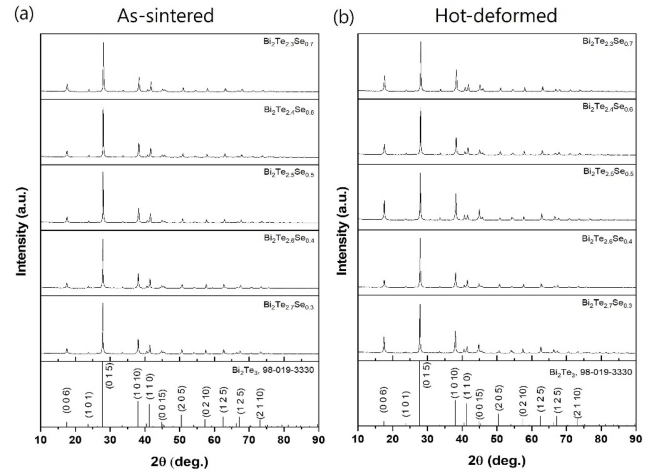 (a) As-sintered
Bi2Te2.3Se0.7
Bi2Te2.4Se0.6
Bi2Te2.5Se0.5
Bi2Te2.6Se0.4
Bi2Te2.7Se0.3
Bi2Te3, 98-019-3330
(0 0 6)
(1 0 1)
(0 1 5)
(1 0 10)
(1 1 0)
(0 0 15)
(2 0 5)
(0 2 10)
(1 2 5)
(1 2 5)
(2 1 10)
Intensity (a.u.)
10 20 30 40 50 60 70 80 90
2θ (deg.)
(b) Hot-deformed
Bi2Te2.3Se0.7
Bi2Te2.4Se0.6
Bi2Te2.5Se0.5
Bi2Te2.6Se0.4
Bi2Te2.7Se0.3
Bi2Te3, 98-019-3330
(0 0 6)
(1 0 1)
(0 1 5)
(1 0 10)
(1 1 0)
(0 0 15)
(2 0 5)
(0 2 10)
(1 2 5)
(1 2 5)
(2 1 10)
Intensity (a.u.)
10 20 30 40 50 60 70 80 90
2θ (deg.)